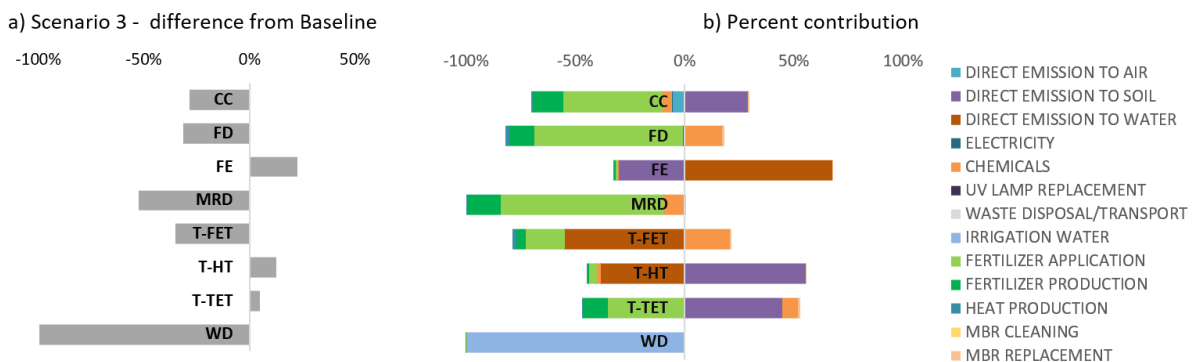 a) Scenario 3 - difference from Baseline
-100%
-50%
0%
50%
CC
FD
FE
MRD
T-FET
T-HT
T-TET
WD
b) Percent contribution
-100%
-50%
0%
50%
100%
CC
FD
FE
MRD
T-FET
T-HT
T-TET
WD
DIRECT EMISSION TO AIR
DIRECT EMISSION TO SOIL
DIRECT EMISSION TO WATER
ELECTRICITY
CHEMICALS
UV LAMP REPLACEMENT
WASTE DISPOSAL/TRANSPORT
IRRIGATION WATER
FERTILIZER APPLICATION
FERTILIZER PRODUCTION
HEAT PRODUCTION
MBR CLEANING
MBR REPLACEMENT